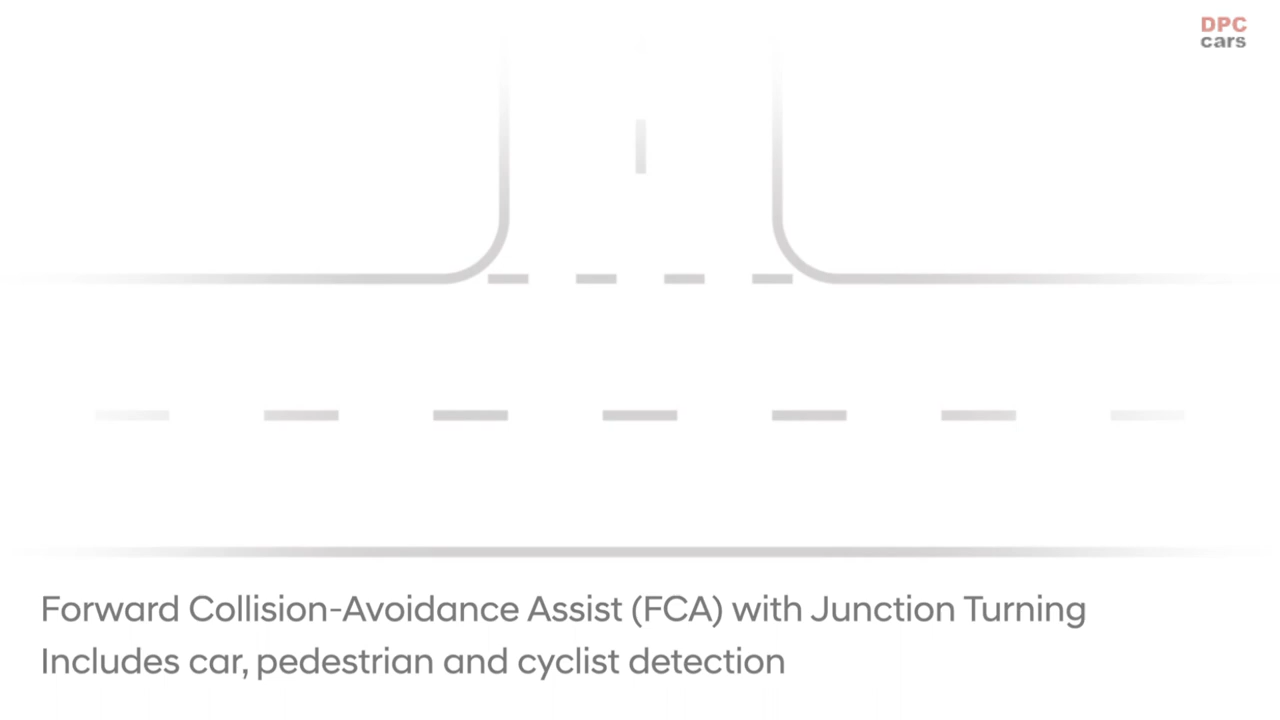 DPC
cars
Forward Collision-Avoidance Assist (FCA) with Junction Turning
Includes car, pedestrian and cyclist detection